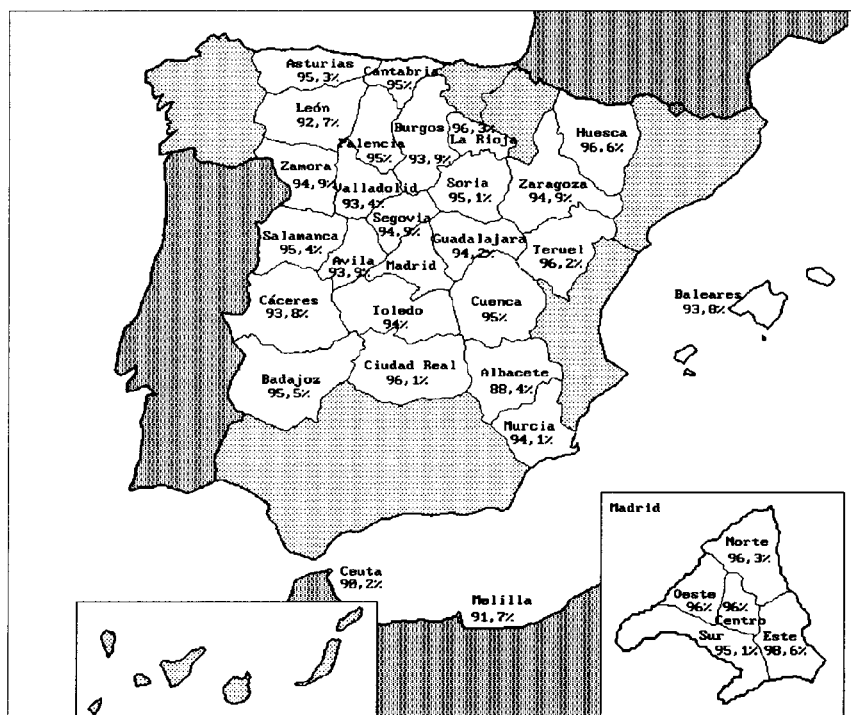 Asturias
95,3%
Cantabria
95%
León
92,7%
Palencia
95%
Burgos
93,9%
96,3%
La Rioja
Huesca
96.6%
Zamora
94,9%
Valladolid
93,4%
Soria
95,1%
Zaragoza
94,9%
Segovia
94,9%
Salamanca
95,4%
Avila
93,9%
Madrid
Guadalajara
94,2%
Teruel
96,2%
Cáceres
93,8%
Toledo
94%
Cuenca
95%
Baleares
93,8%
Badajoz
95,5%
Ciudad Real
96,1%
Albacete
88,4%
Murcia
94,1%
Ceuta
90,2%
Melilla
91,7%
Madrid
Norte
96,3%
Oeste
96%
96%
Centro
Sur
95,1%
Este
98,6%